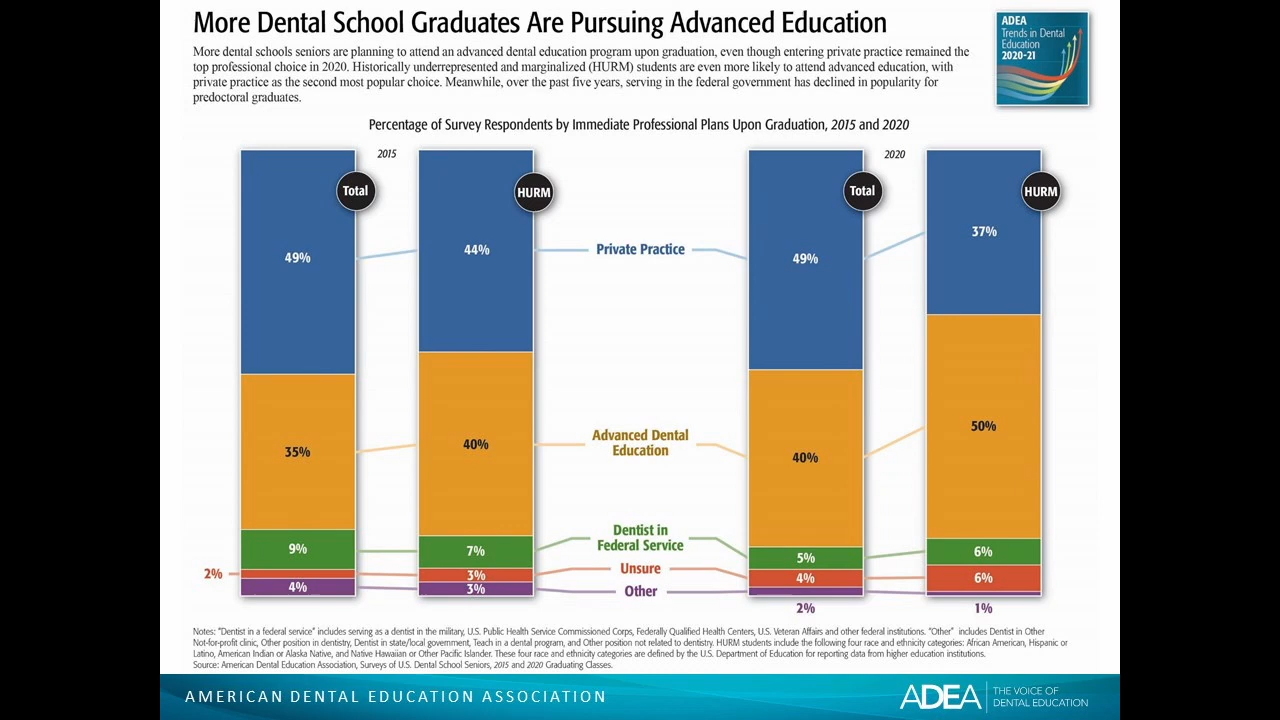 More Dental School Graduates Are Pursuing Advanced Education
More dental schools seniors are planning to attend an advanced dental education program upon graduation, even though entering private practice remained the
top professional choice in 2020. Historically underrepresented and marginalized (HURM) students are even more likely to attend advanced education, with
private practice as the second most popular choice. Meanwhile, over the past five years, serving in the federal government has declined in popularity for
predoctoral graduates.
ADEA
Trends in Dental
Education
2020-21
Percentage of Survey Respondents by Immediate Professional Plans Upon Graduation, 2015 and 2020
2015
2020
Total
HURM
Total
HURM
49%
44%
Private Practice
49%
37%
35%
40%
Advanced Dental
Education
40%
50%
9%
7%
Dentist in
Federal Service
5%
6%
2%
3%
Unsure
4%
6%
4%
3%
Other
2%
1%
Notes: "Dentist in a federal service" includes serving as a dentist in the military, U.S. Public Health Service Commissioned Corps, Federally Qualified Health Centers, U.S. Veteran Affairs and other federal institutions. "Other" includes Dentist in Other
Not-for-profit clinic, Other position in dentistry, Dentist in state/local government, Teach in a dental program, and Other position not related to dentistry. HURM students include the following four race and ethnicity categories: African American, Hispanic or
Latino, American Indian or Alaska Native, and Native Hawaiian or Other Pacific Islander. These four race and ethnicity categories are defined by the U.S. Department of Education for reporting data from higher education institutions.
Source: American Dental Education Association, Surveys of U.S. Dental School Seniors, 2015 and 2020 Graduating Classes.
AMERICAN DENTAL EDUCATION ASSOCIATION
ADEA
THE VOICE OF
DENTAL EDUCATION